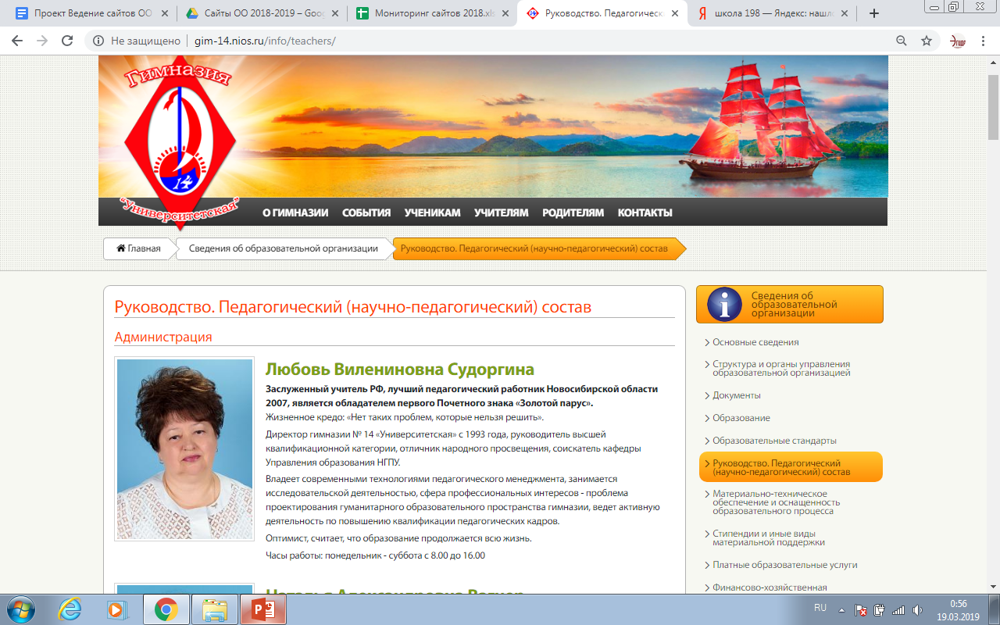 Проект Ведение сайтов ОО
Сайты ОО 2018-2019 – Goog
Мониторинг сайтов 2018.xls
Руководство. Педагогическ
школа 198 — Яндекс: нашл
Не защищено
gim-14.nios.ru/info/teachers/
Гимназия
14
"Университетская"
О ГИМНАЗИИ СОБЫТИЯ УЧЕНИКАМ УЧИТЕЛЯМ РОДИТЕЛЯМ КОНТАКТЫ
Главная
Сведения об образовательной организации
Руководство. Педагогический (научно-педагогический) состав
Руководство. Педагогический (научно-педагогический) состав
Администрация
Любовь Вилениновна Судоргина
Заслуженный учитель РФ, лучший педагогический работник Новосибирской области
2007, является обладателем первого Почетного знака «Золотой парус».
Жизненное кредо: «Нет таких проблем, которые нельзя решить».
Директор гимназии № 14 «Университетская» с 1993 года, руководитель высшей
квалификационной категории, отличник народного просвещения, соискатель кафедры
Управления образования НГПУ.
Владеет современными технологиями педагогического менеджмента, занимается
исследовательской деятельностью, сфера профессиональных интересов - проблема
проектирования гуманитарного образовательного пространства гимназии, ведет активную
деятельность по повышению квалификации педагогических кадров.
Оптимист, считает, что образование продолжается всю жизнь.
Часы работы: понедельник - суббота с 8.00 до 16.00
Наталья Александровна
Сведения об
образовательной
организации
Основные сведения
Структура и органы управления
образовательной организацией
Документы
Образование
Образовательные стандарты
Руководство. Педагогический
(научно-педагогический) состав
Материально-техническое
обеспечение и оснащенность
образовательного процесса
Стипендии и иные виды
материальной поддержки
Платные образовательные услуги
Финансово-хозяйственная
RU
0:56
19.03.2019